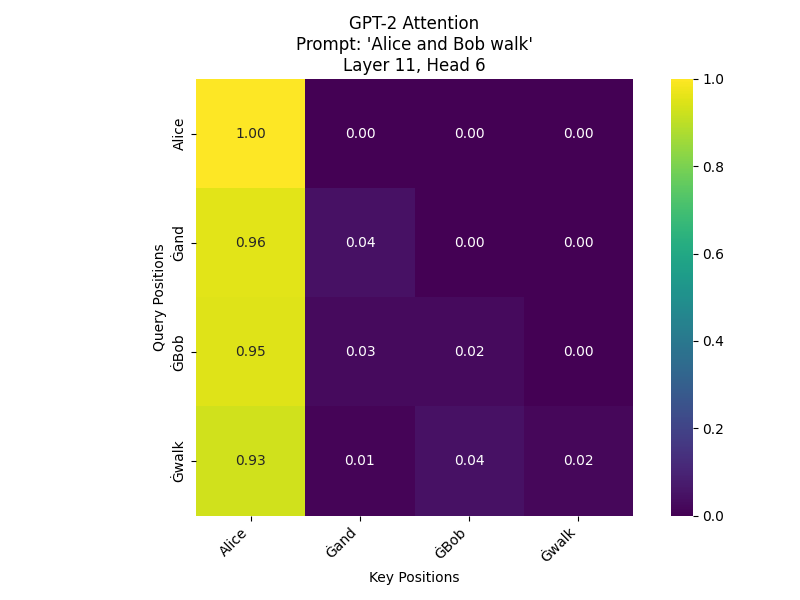 GPT-2 Attention
Prompt: 'Alice and Bob walk'
Layer 11, Head 6
Alice
1.00 0.00 0.00 0.00
Ġand
0.96 0.04 0.00 0.00
ĠBob
0.95 0.03 0.02 0.00
Ġwalk
0.93 0.01 0.04 0.02
Query Positions
Alice Ġand ĠBob Ġwalk
Key Positions
1.0
0.8
0.6
0.4
0.2
0.0